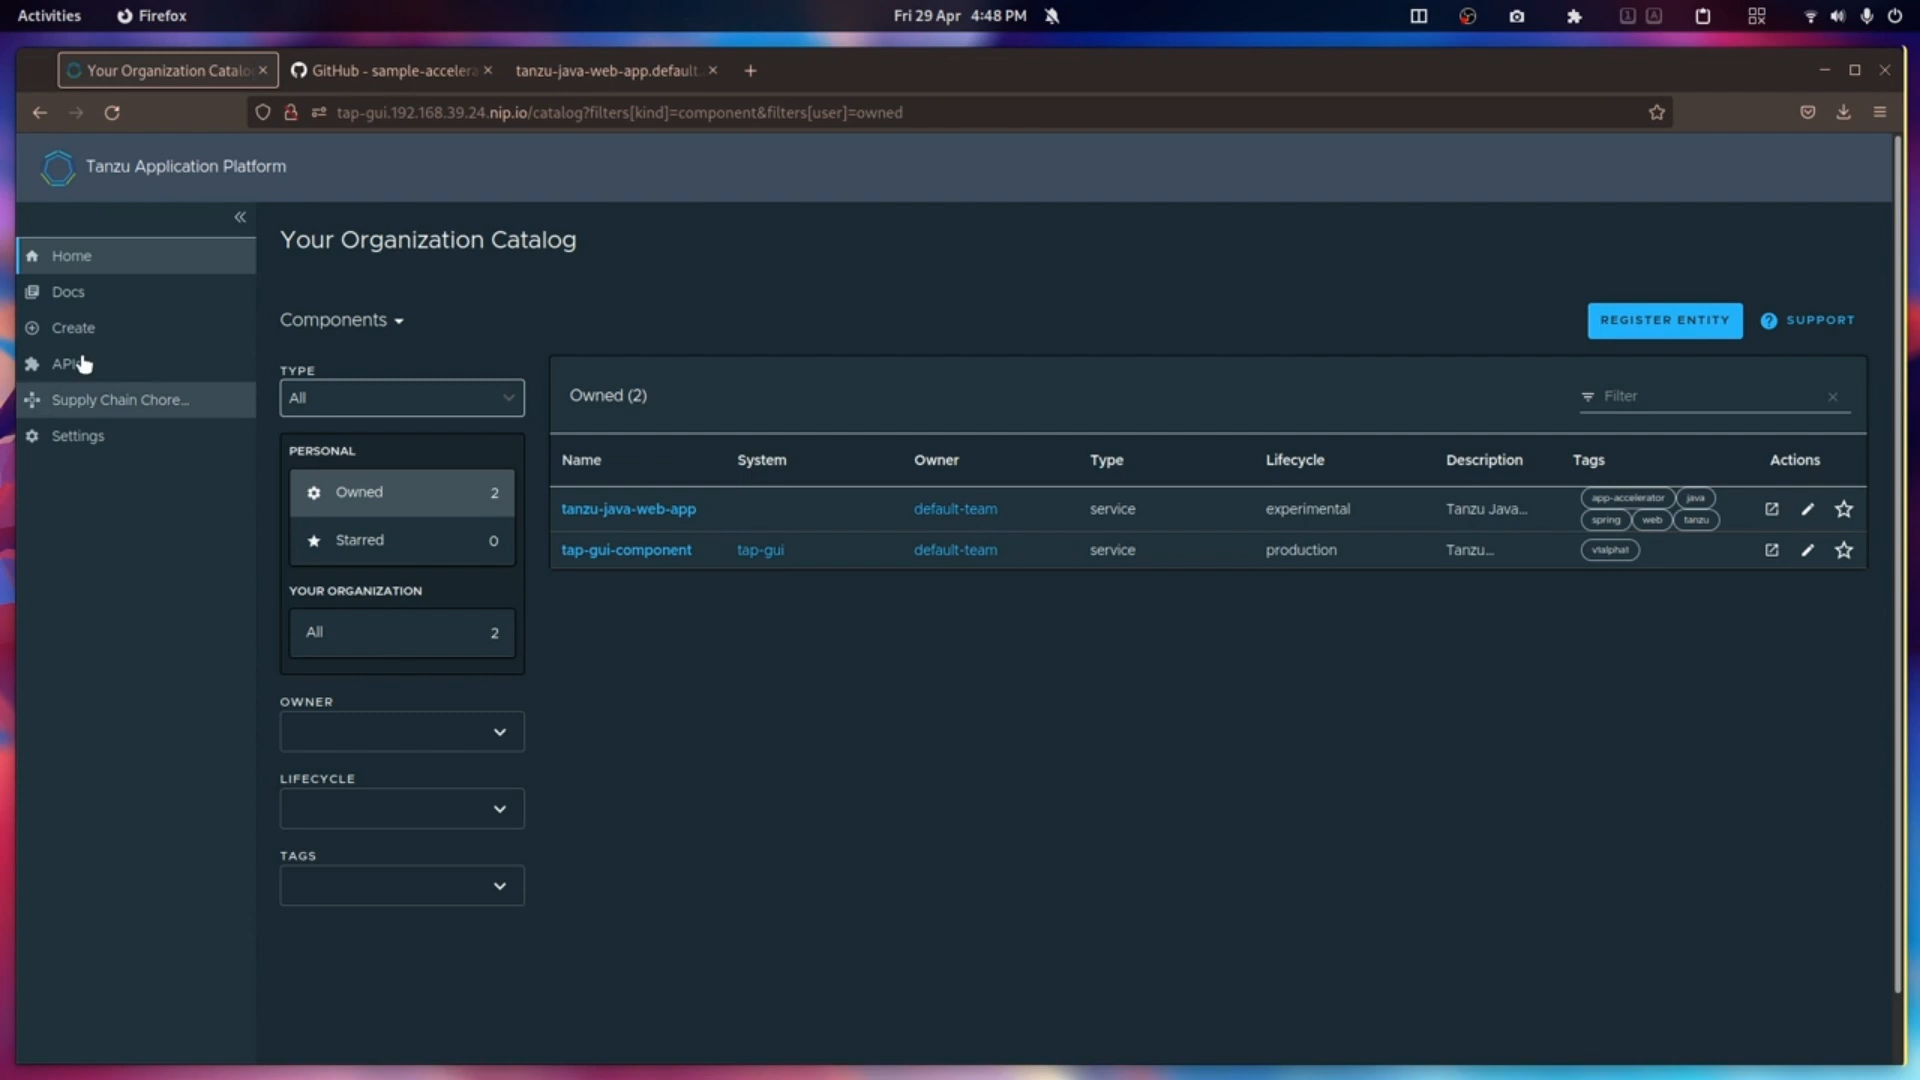 Activities Firefox Fri 29 Apr 4:48 PM
Your Organization Catalo GitHub - sample-accelera tanzu-java-web-app.default.
tap-gui.192.168.39.24.nip.io/catalog?filters[kind]=component&filters[user]=owned
Tanzu Application Platform
Home
Docs
Create
APIs
Supply Chain Chore...
Settings
Your Organization Catalog
Components
REGISTER ENTITY SUPPORT
TYPE
All
PERSONAL
Owned 2
Starred 0
YOUR ORGANIZATION
All 2
OWNER
LIFECYCLE
TAGS
Owned (2) Filter
Name System Owner Type Lifecycle Description Tags Actions
tanzu-java-web-app default-team service experimental Tanzu Java... app-accelerator java
spring web tanzu
tap-gui-component tap-gui default-team service production Tanzu... v1alpha1